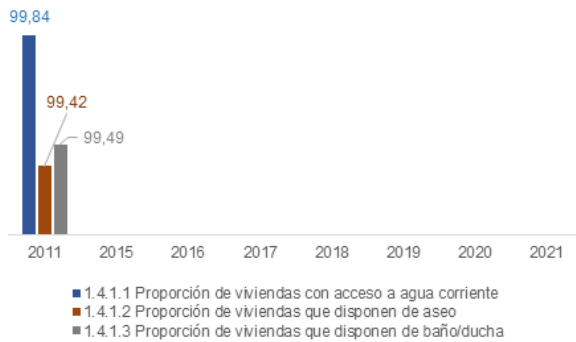 99,84
99,42
99,49
2011 2015 2016 2017 2018 2019 2020 2021
1.4.1.1 Proporción de viviendas con acceso a agua corriente
1.4.1.2 Proporción de viviendas que disponen de aseo
1.4.1.3 Proporción de viviendas que disponen de baño/ducha